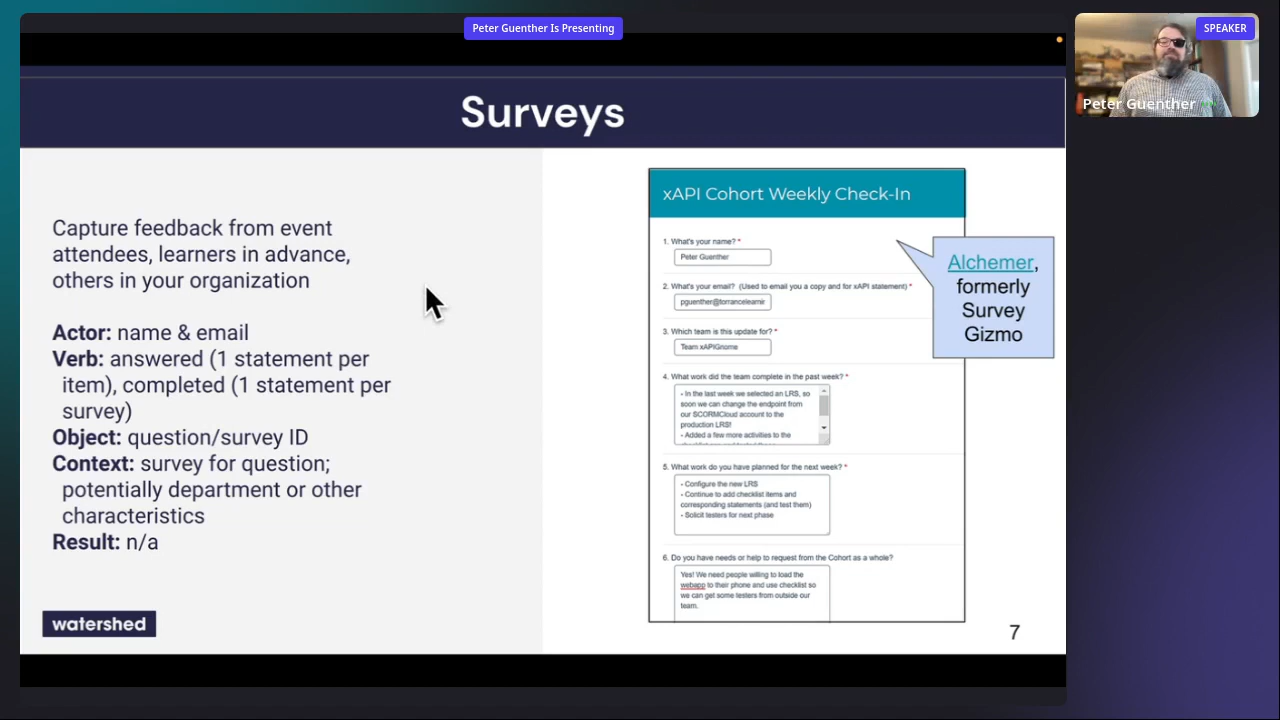 Peter Guenther Is Presenting
SPEAKER
Peter Guenther
Surveys
Capture feedback from event
attendees, learners in advance,
others in your organization
Actor: name & email
Verb: answered (1 statement per
item), completed (1 statement per
survey)
Object: question/survey ID
Context: survey for question;
potentially department or other
characteristics
Result: n/a
watershed
xAPI Cohort Weekly Check-In
1. What's your name? *
Peter Guenther
2. What's your email? (Used to email you a copy and for xAPI statement) *
pguenther@torrancelearnir
3. Which team is this update for? *
Team xAPIGnome
4. What work did the team complete in the past week? *
- In the last week we selected an LRS, so
soon we can change the endpoint from
our SCORMCloud account to the
production LRS!
- Added a few more activities to the
5. What work do you have planned for the next week? *
- Configure the new LRS
- Continue to add checklist items and
corresponding statements (and test them)
- Solicit testers for next phase
6. Do you have needs or help to request from the Cohort as a whole?
Yes! We need people willing to load the
webapp to their phone and use checklist so
we can get some testers from outside our
team.
Alchemer,
formerly
Survey
Gizmo
7